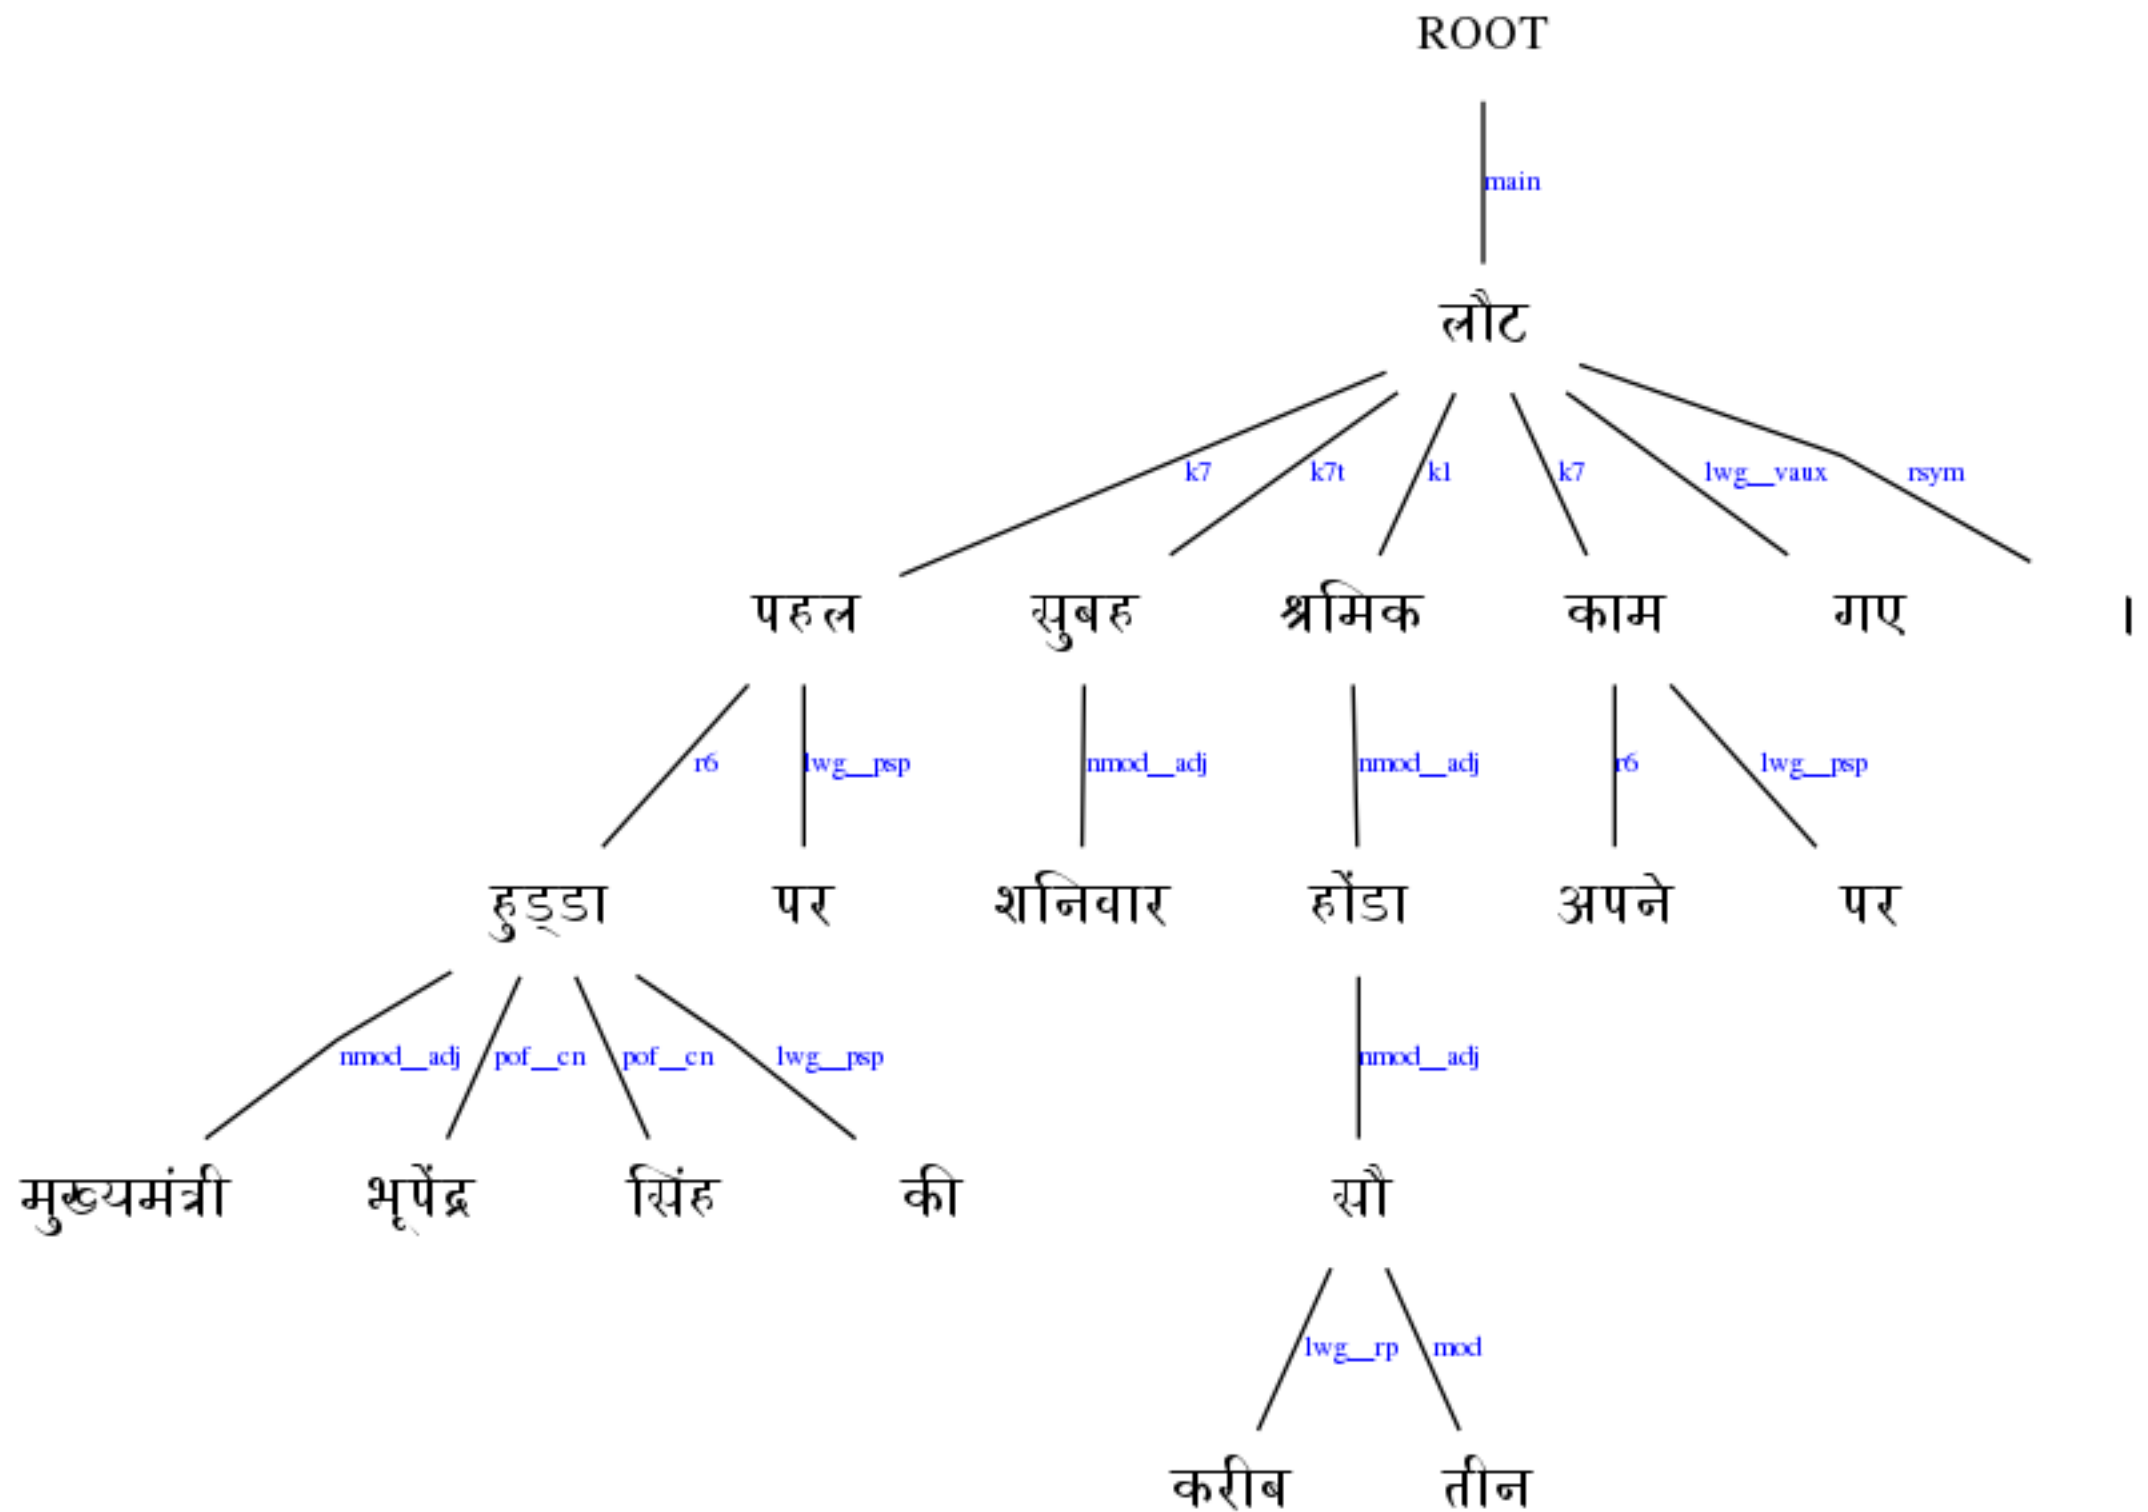 ROOT
main
लौट
k7 k7t k1 k7 lwg__vaux rsym
पहल सुबह श्रमिक काम गए ।
r6 lwg__psp nmod__adj nmod__adj r6 lwg__psp
हुड्डा पर शनिवार होंडा अपने पर
nmod__adj pof__cn pof__cn lwg__psp nmod__adj
मुख्यमंत्री भूपेंद्र सिंह की सौ
lwg__rp mod
करीब तीन